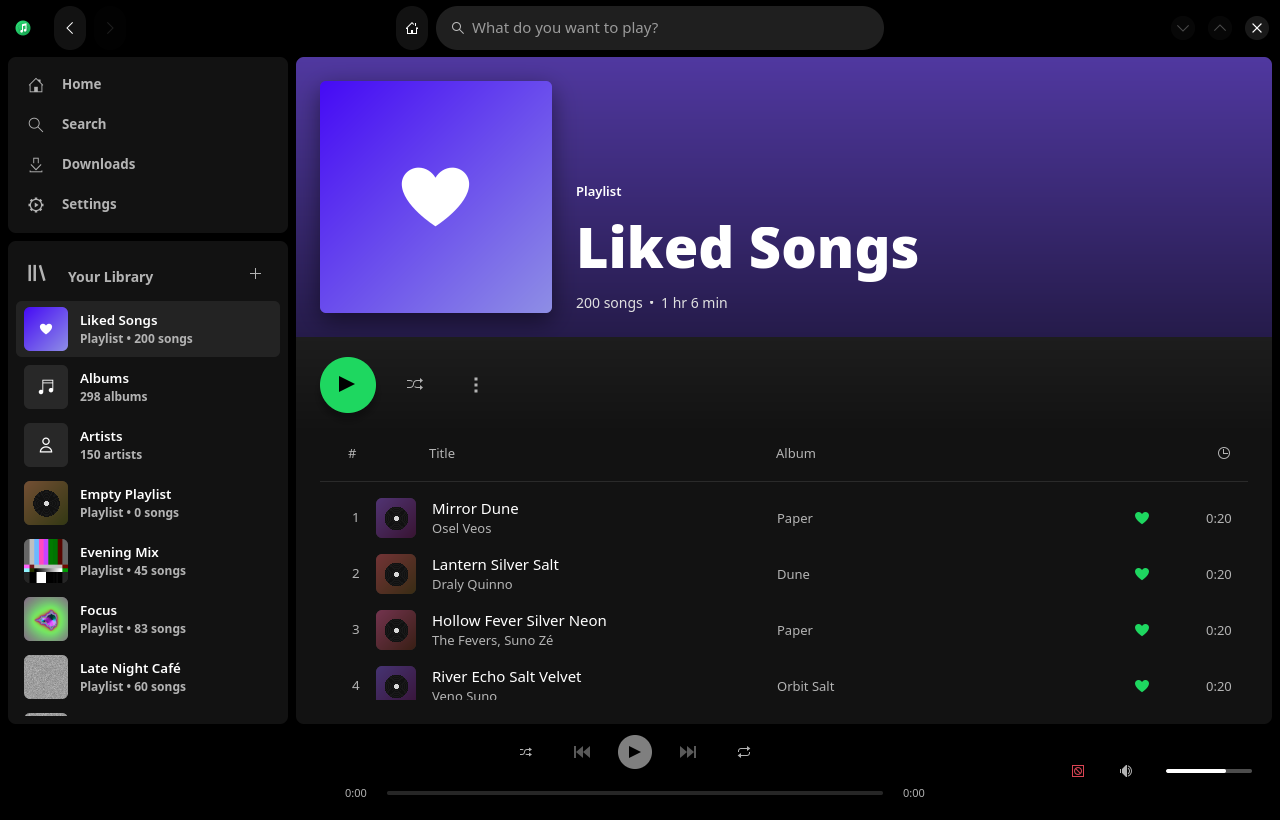 What do you want to play?
Home
Search
Downloads
Settings
Your Library
Liked Songs
Playlist • 200 songs
Albums
298 albums
Artists
150 artists
Empty Playlist
Playlist • 0 songs
Evening Mix
Playlist • 45 songs
Focus
Playlist • 83 songs
Late Night Café
Playlist • 60 songs
Playlist
Liked Songs
200 songs • 1 hr 6 min
# Title Album
1 Mirror Dune Paper 0:20
Osel Veos
2 Lantern Silver Salt Dune 0:20
Draly Quinno
3 Hollow Fever Silver Neon Paper 0:20
The Fevers, Suno Zé
4 River Echo Salt Velvet Orbit Salt 0:20
Veno Suno
0:00 0:00